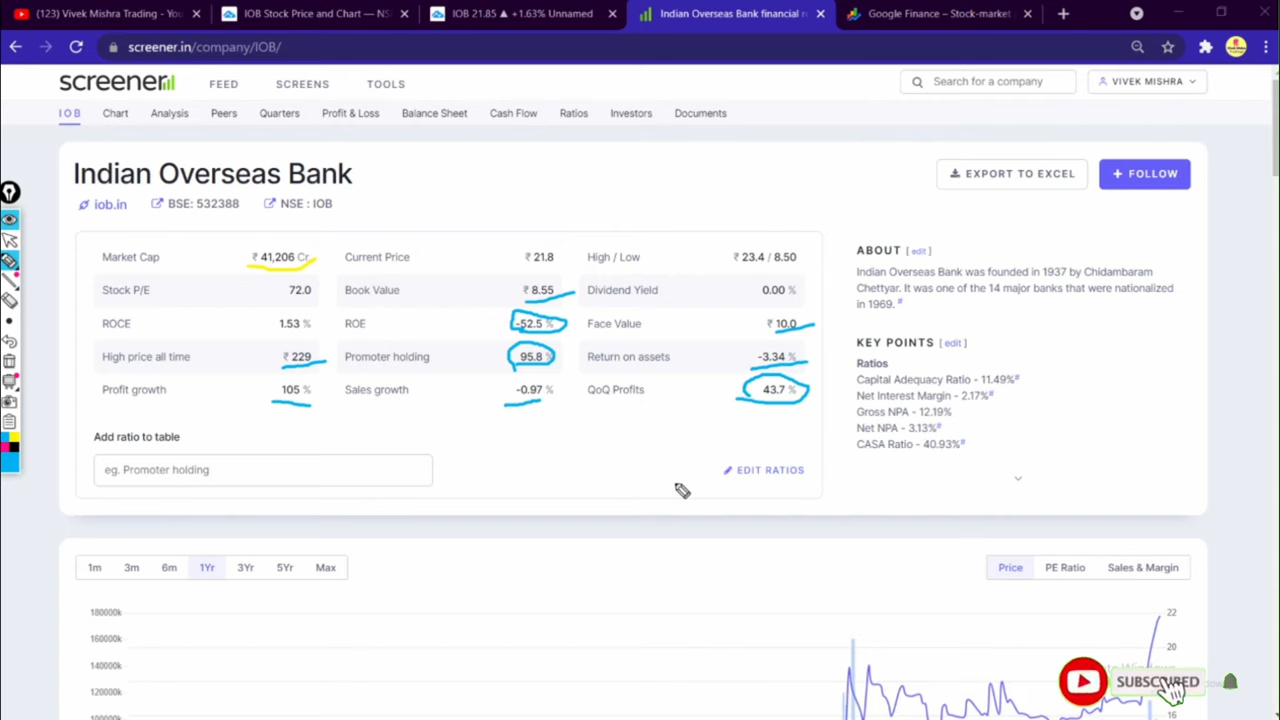 (123) Vivek Mishra Trading - You
IOB Stock Price and Chart — NS
IOB 21.85 ▲ +1.63% Unnamed
Indian Overseas Bank financial r
Google Finance – Stock-market
screener.in/company/IOB/
screener
FEED
SCREENS
TOOLS
Search for a company
VIVEK MISHRA
IOB
Chart
Analysis
Peers
Quarters
Profit & Loss
Balance Sheet
Cash Flow
Ratios
Investors
Documents
Indian Overseas Bank
EXPORT TO EXCEL
+ FOLLOW
iob.in
BSE: 532388
NSE : IOB
Market Cap ₹ 41,206 Cr.
Current Price ₹ 21.8
High / Low ₹ 23.4 / 8.50
Stock P/E 72.0
Book Value ₹ 8.55
Dividend Yield 0.00 %
ROCE 1.53 %
ROE -52.5 %
Face Value ₹ 10.0
High price all time ₹ 229
Promoter holding 95.8 %
Return on assets -3.34 %
Profit growth 105 %
Sales growth -0.97 %
QoQ Profits 43.7 %
Add ratio to table
eg. Promoter holding
EDIT RATIOS
ABOUT [ edit ]
Indian Overseas Bank was founded in 1937 by Chidambaram
Chettyar. It was one of the 14 major banks that were nationalized
in 1969. #
KEY POINTS [ edit ]
Ratios
Capital Adequacy Ratio - 11.49%#
Net Interest Margin - 2.17%#
Gross NPA - 12.19%
Net NPA - 3.13%#
CASA Ratio - 40.93%#
1m
3m
6m
1Yr
3Yr
5Yr
Max
Price
PE Ratio
Sales & Margin
180000k
160000k
140000k
120000k
100000k
22
20
16
to Windows
SUBSCRIBED